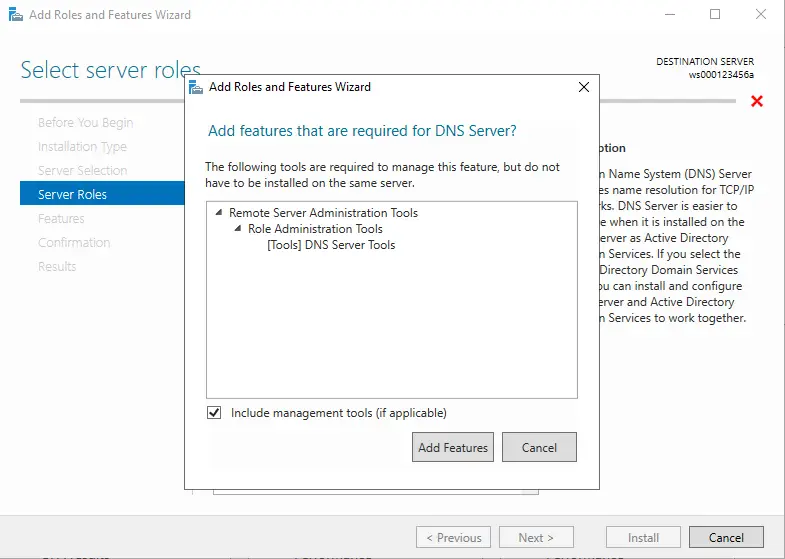 Add Roles and Features Wizard
Select server roles
DESTINATION SERVER
ws000123456a
Before You Begin
Installation Type
Server Selection
Server Roles
Features
Confirmation
Results
Add Roles and Features Wizard
Add features that are required for DNS Server?
The following tools are required to manage this feature, but do not
have to be installed on the same server.
Remote Server Administration Tools
Role Administration Tools
[Tools] DNS Server Tools
Include management tools (if applicable)
Add Features
Cancel
Name System (DNS) Server
name resolution for TCP/IP
DNS Server is easier to
when it is installed on the
as Active Directory
Services. If you select the
Directory Domain Services
can install and configure
and Active Directory
Services to work together.
< Previous
Next >
Install
Cancel